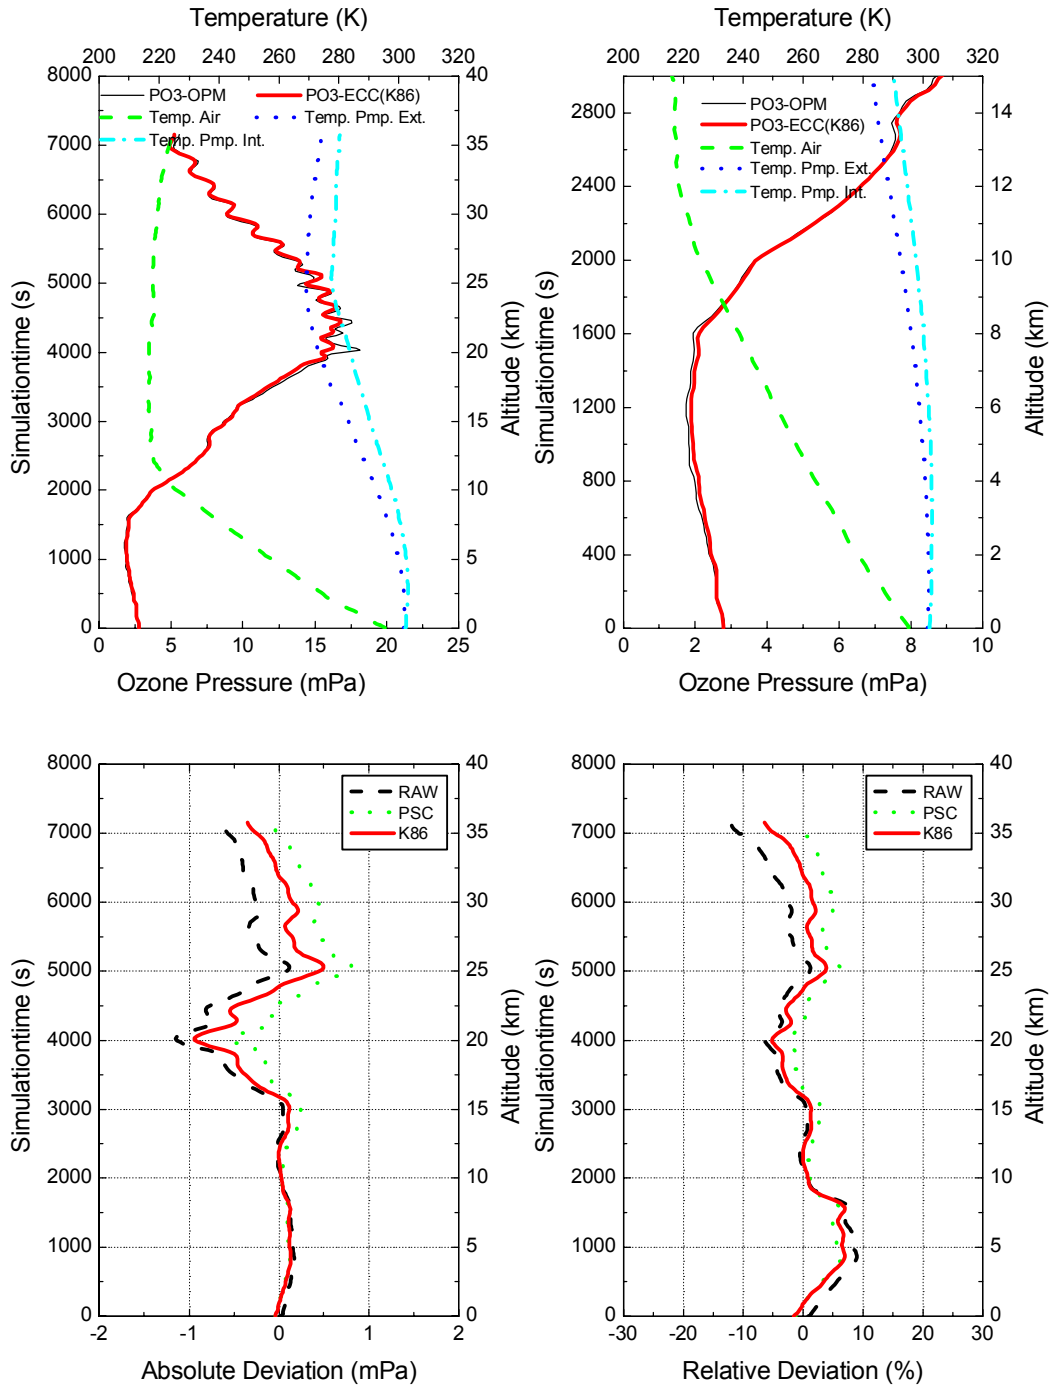 Temperature (K)
200 220 240 260 280 300 320
8000
7000
6000
5000
4000
3000
2000
1000
0
Simulationtime (s)
PO3-OPM
PO3-ECC(K86)
Temp. Air
Temp. Pmp. Ext.
Temp. Pmp. Int.
40
35
30
25
20
15
10
5
0
Altitude (km)
0 5 10 15 20 25
Ozone Pressure (mPa)
Temperature (K)
200 220 240 260 280 300 320
2800
2400
2000
1600
1200
800
400
0
Simulationtime (s)
PO3-OPM
PO3-ECC(K86)
Temp. Air
Temp. Pmp. Ext.
Temp. Pmp. Int.
14
12
10
8
6
4
2
0
Altitude (km)
0 2 4 6 8 10
Ozone Pressure (mPa)
8000
7000
6000
5000
4000
3000
2000
1000
0
Simulationtime (s)
RAW
PSC
K86
40
35
30
25
20
15
10
5
0
Altitude (km)
-2 -1 0 1 2
Absolute Deviation (mPa)
8000
7000
6000
5000
4000
3000
2000
1000
0
Simulationtime (s)
RAW
PSC
K86
40
35
30
25
20
15
10
5
0
Altitude (km)
-30 -20 -10 0 10 20 30
Relative Deviation (%)